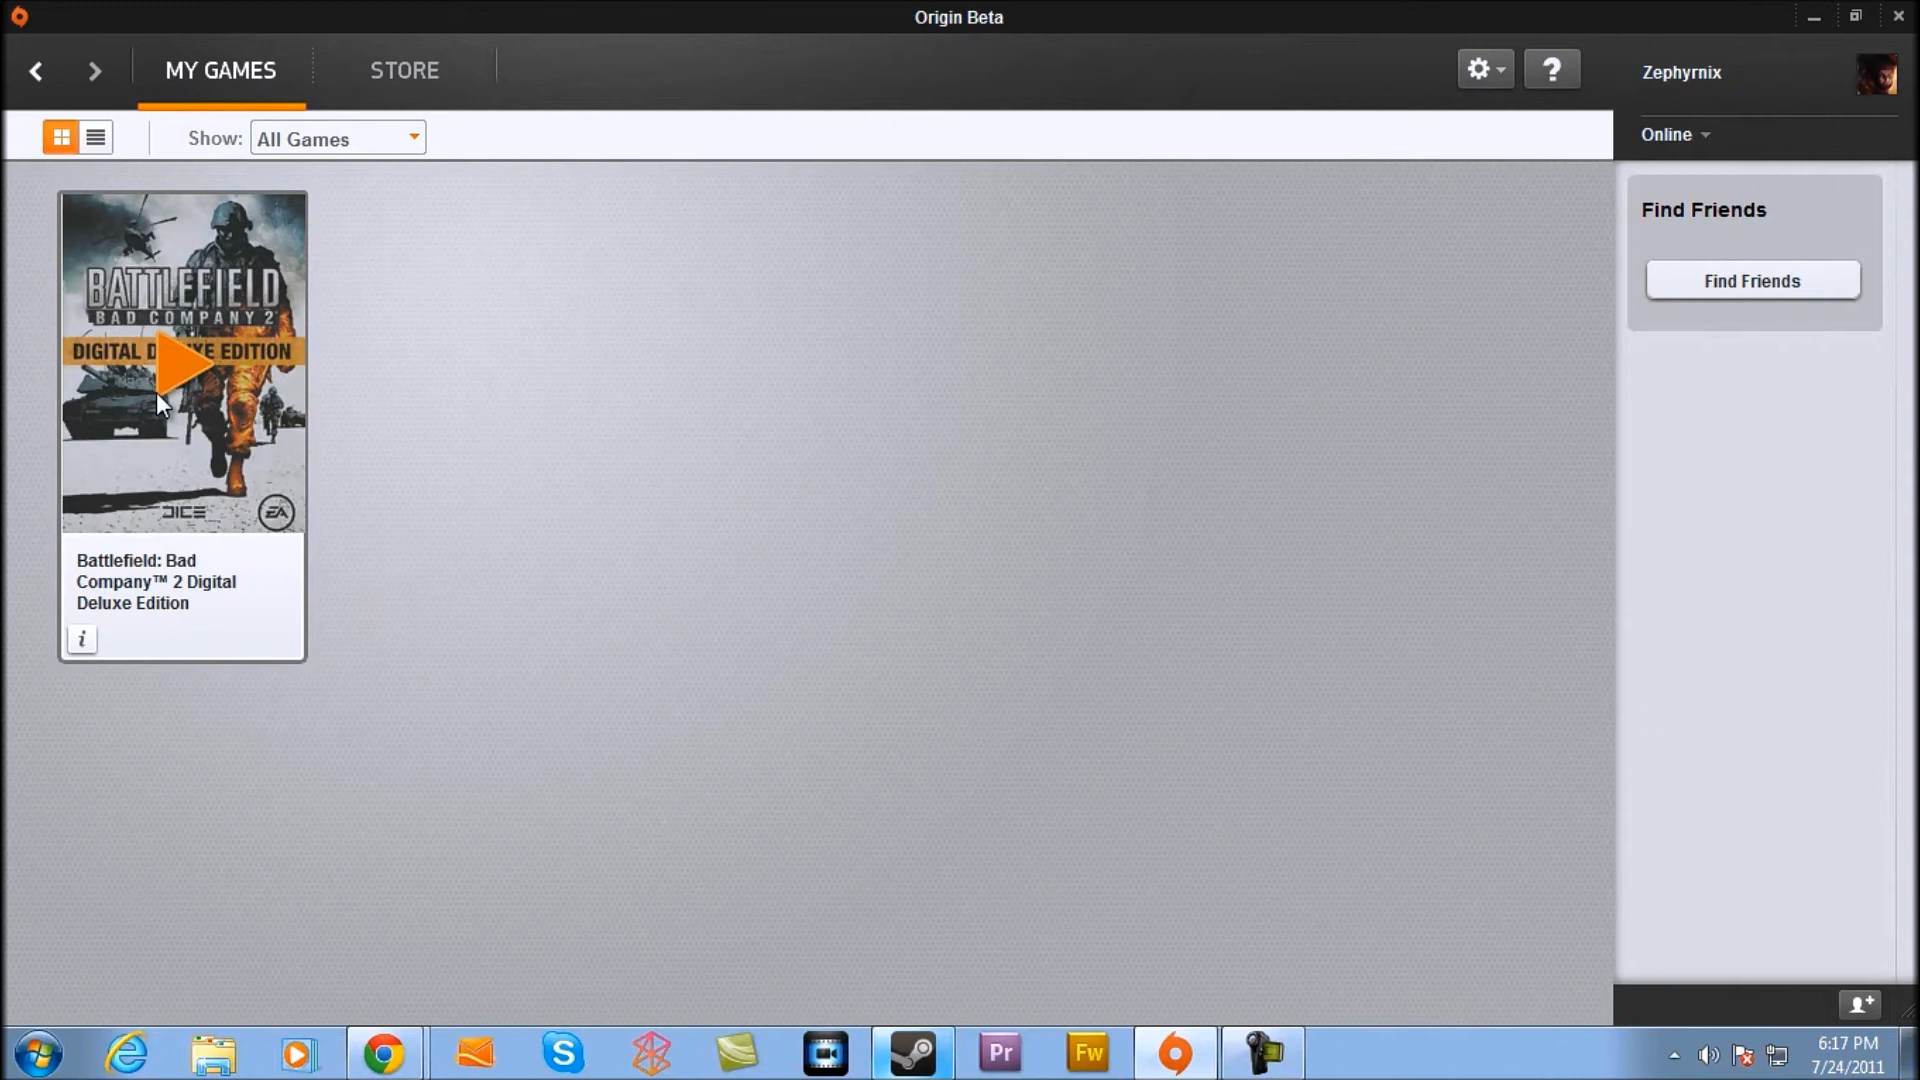 Origin Beta
MY GAMES
STORE
?
Zephyrnix
Show:
All Games
Online
BATTLEFIELD
BAD COMPANY 2
DIGITAL D XE EDITION
DICE
EA
Battlefield: Bad
Company™ 2 Digital
Deluxe Edition
i
Find Friends
Find Friends
S
Pr
Fw
6:17 PM
7/24/2011